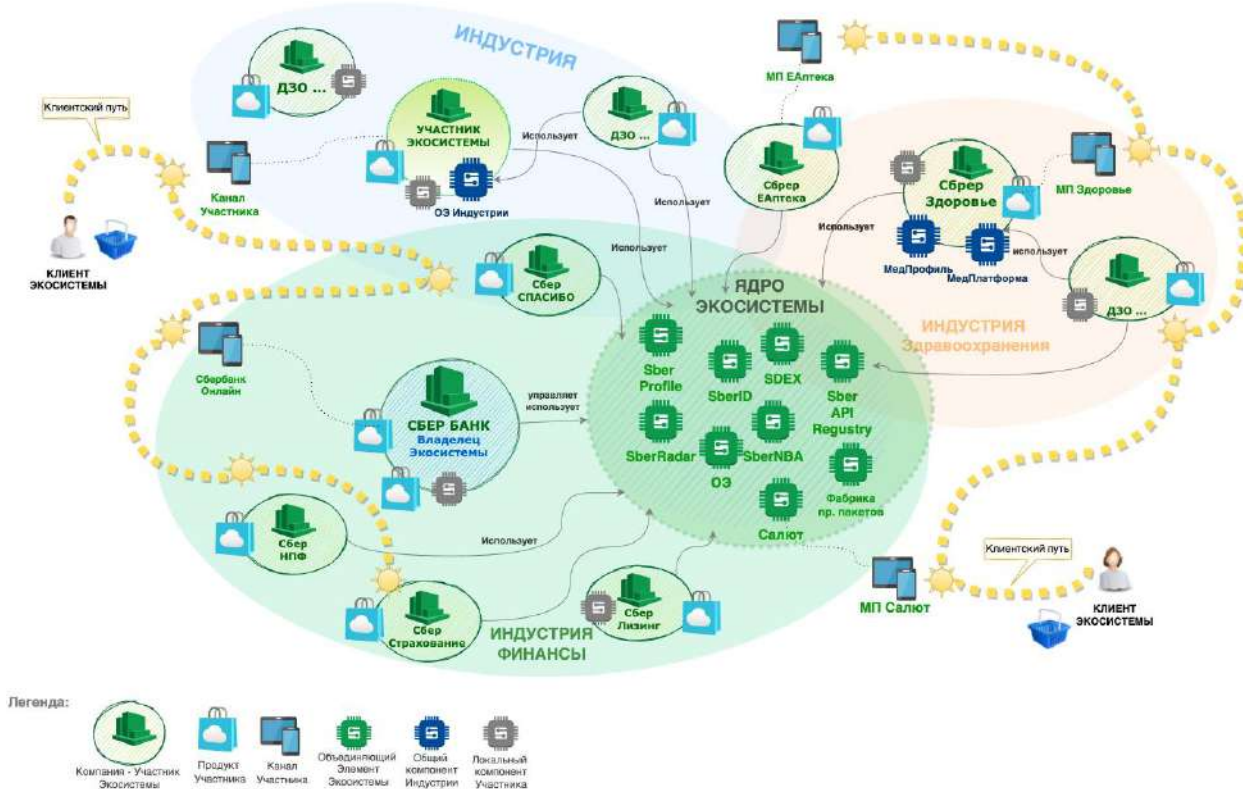 ИНДУСТРИЯ
ДЗО ...
Клиентский путь
УЧАСТНИК
ЭКОСИСТЕМЫ
Использует
ДЗО ...
МП ЕАптека
Канал
Участника
ОЭ Индустрии
Использует
Сбрер
ЕАптека
Сбрер
Здоровье
МП Здоровье
КЛИЕНТ
ЭКОСИСТЕМЫ
Использует
Использует
МедПрофиль
МедПлатформа
использует
Сбер
СПАСИБО
ДЗО ...
ЯДРО
ЭКОСИСТЕМЫ
ИНДУСТРИЯ
Здравоохранения
Сбербанк
Онлайн
Sber
Profile
SberID
SDEX
Sber
API
Regustry
СБЕР БАНК
Владелец
Экосистемы
управляет
использует
SberRadar
ОЭ
SberNBA
Фабрика
пр. пакетов
Салют
Сбер
НПФ
Использует
Клиентский путь
МП Салют
КЛИЕНТ
ЭКОСИСТЕМЫ
Сбер
Страхование
ИНДУСТРИЯ
ФИНАНСЫ
Сбер
Лизинг
Легенда:
Компания - Участник
Экосистемы
Продукт
Участника
Канал
Участника
Объединяющий
Элемент
Экосистемы
Общий
компонент
Индустрии
Локальный
компонент
Участника